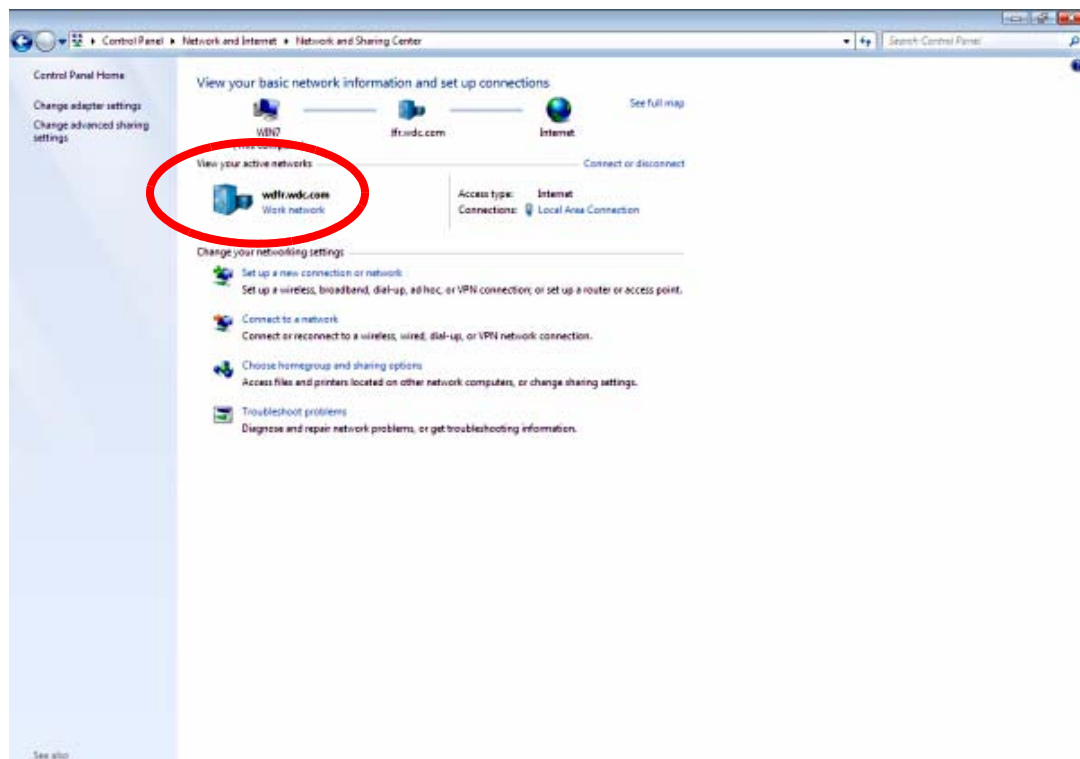 Control Panel ▸ Network and Internet ▸ Network and Sharing Center
Search Control Panel
Control Panel Home
Change adapter settings
Change advanced sharing
settings
View your basic network information and set up connections
See full map
WIN7
lfr.wdc.com
Internet
View your active networks
Connect or disconnect
wdlfr.wdc.com
Work network
Access type: Internet
Connections: Local Area Connection
Change your networking settings
Set up a new connection or network
Set up a wireless, broadband, dial-up, ad hoc, or VPN connection; or set up a router or access point.
Connect to a network
Connect or reconnect to a wireless, wired, dial-up, or VPN network connection.
Choose homegroup and sharing options
Access files and printers located on other network computers, or change sharing settings.
Troubleshoot problems
Diagnose and repair network problems, or get troubleshooting information.
See also